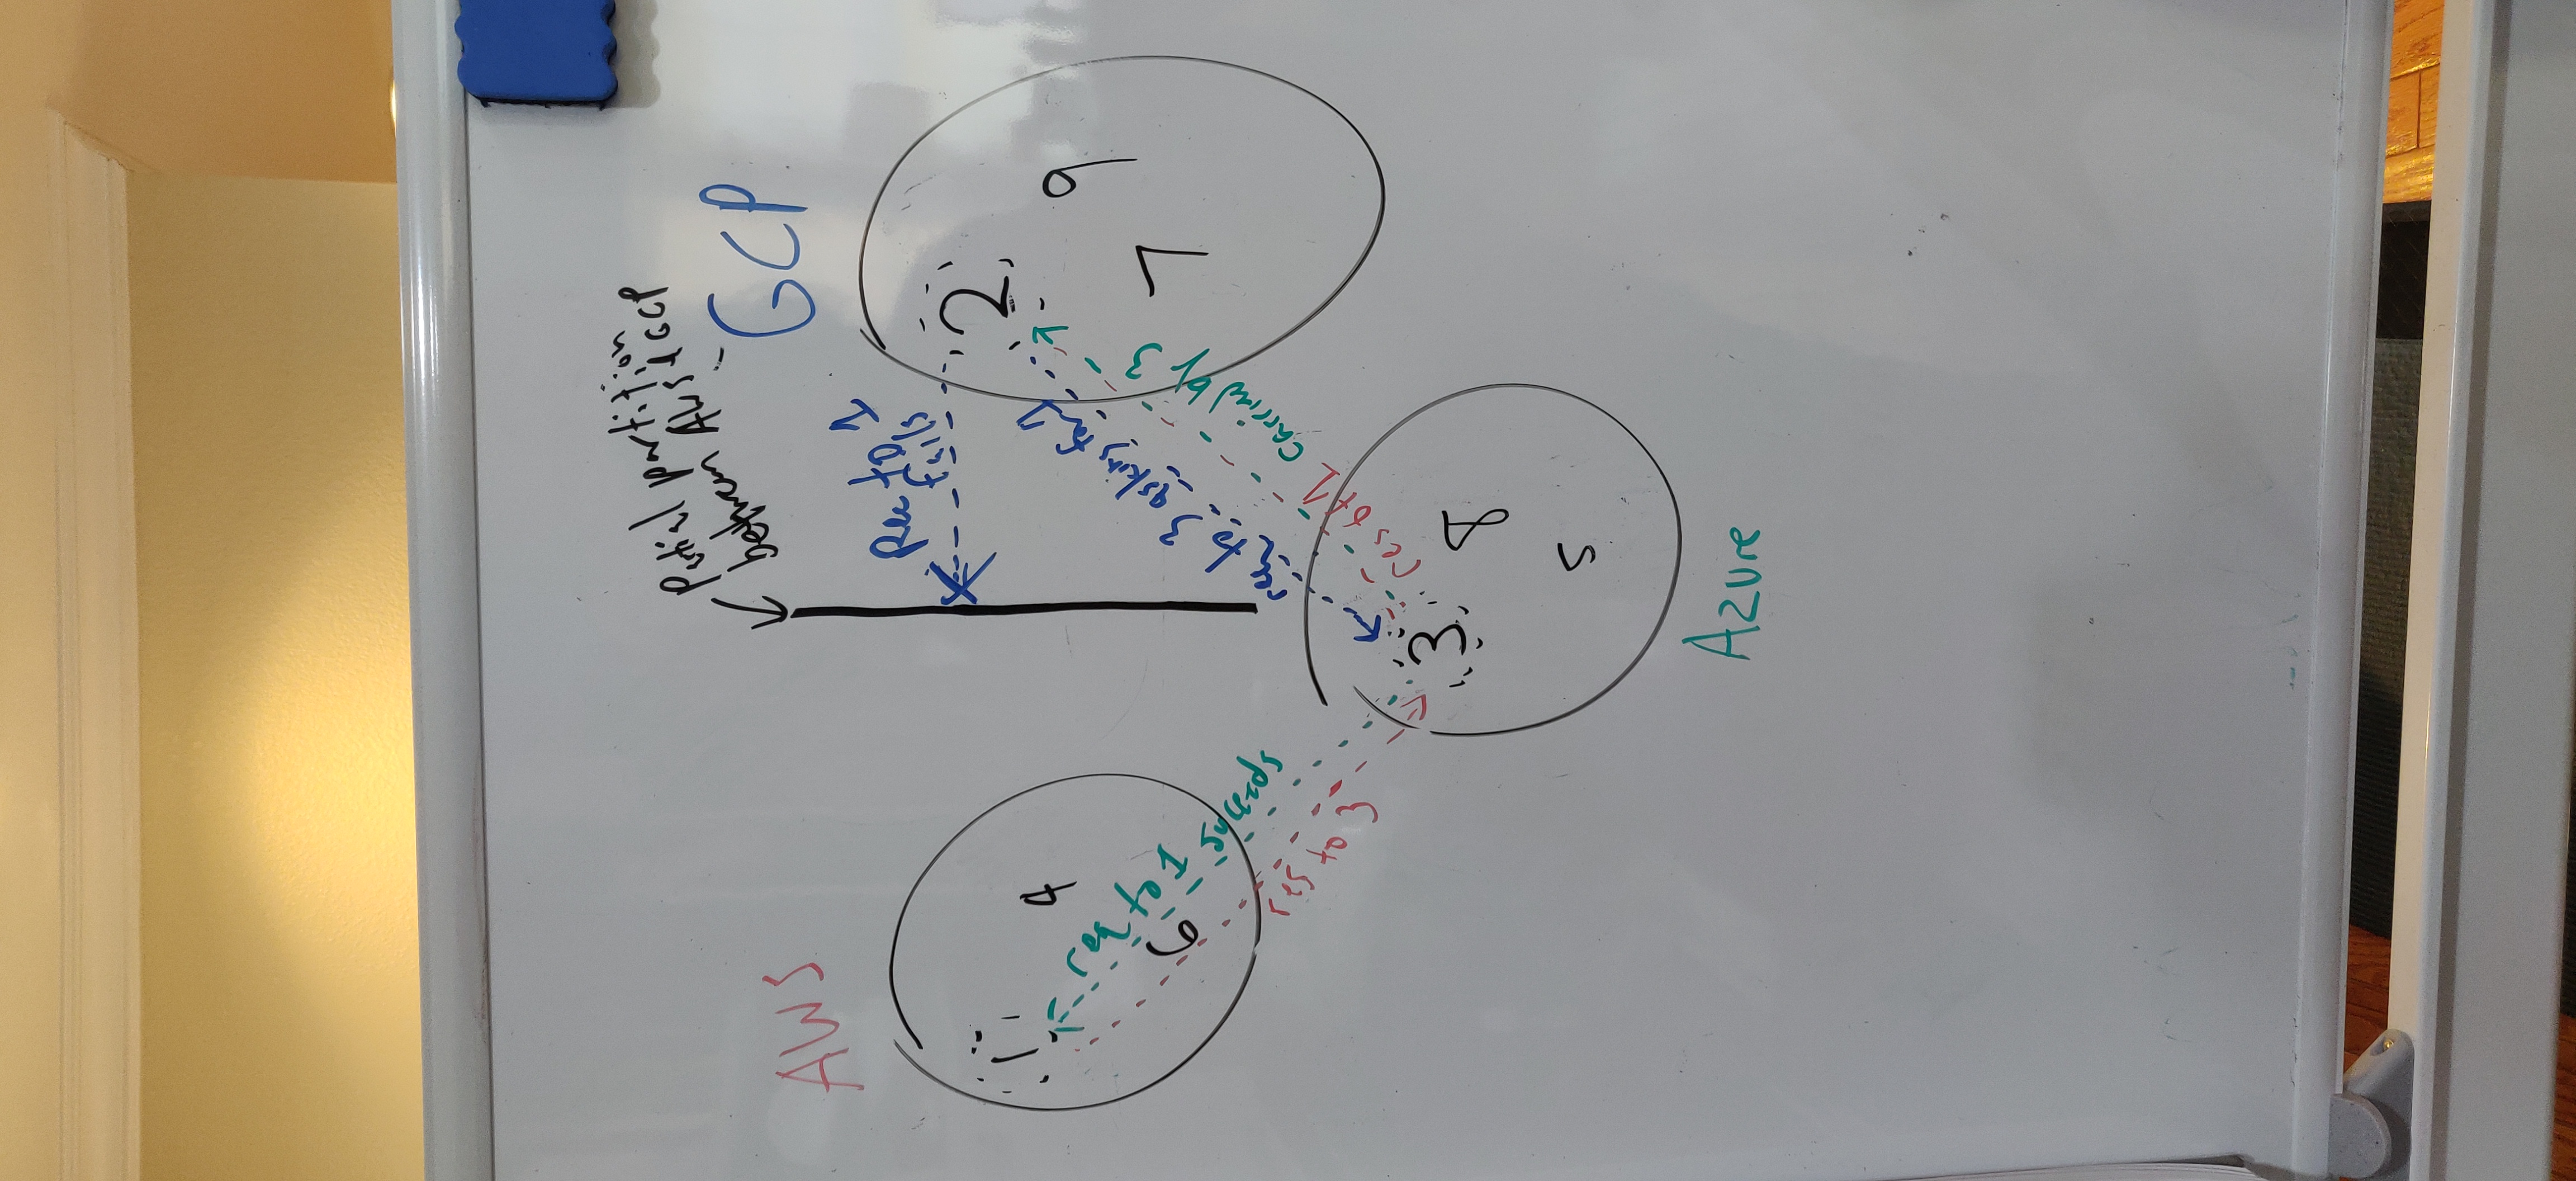 Partial partition
between AWS & GCP
GCP
AWS
Req to 1
fails
1
4
6
2
9
7
req to 1
suceeds
res to 3
req to 3 asking for 1
res of 1 carried by 3
3
8
5
Azure